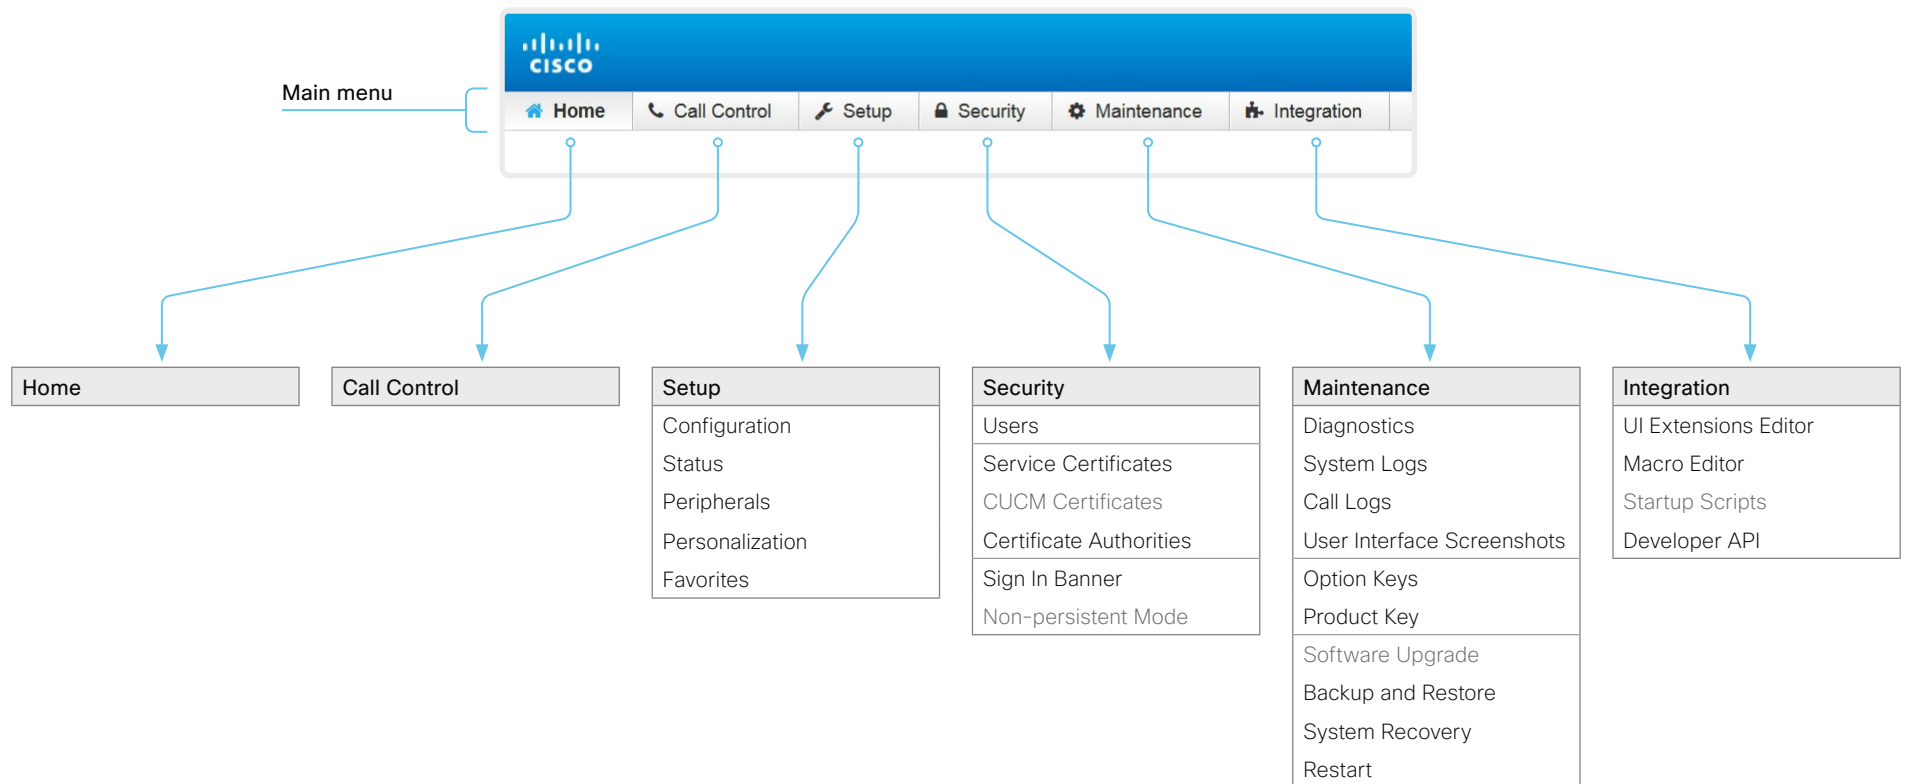 CISCO
Main menu
Home
Call Control
Setup
Security
Maintenance
Integration
Home
Call Control
Setup
Configuration
Status
Peripherals
Personalization
Favorites
Security
Users
Service Certificates
CUCM Certificates
Certificate Authorities
Sign In Banner
Non-persistent Mode
Maintenance
Diagnostics
System Logs
Call Logs
User Interface Screenshots
Option Keys
Product Key
Software Upgrade
Backup and Restore
System Recovery
Restart
Integration
UI Extensions Editor
Macro Editor
Startup Scripts
Developer API